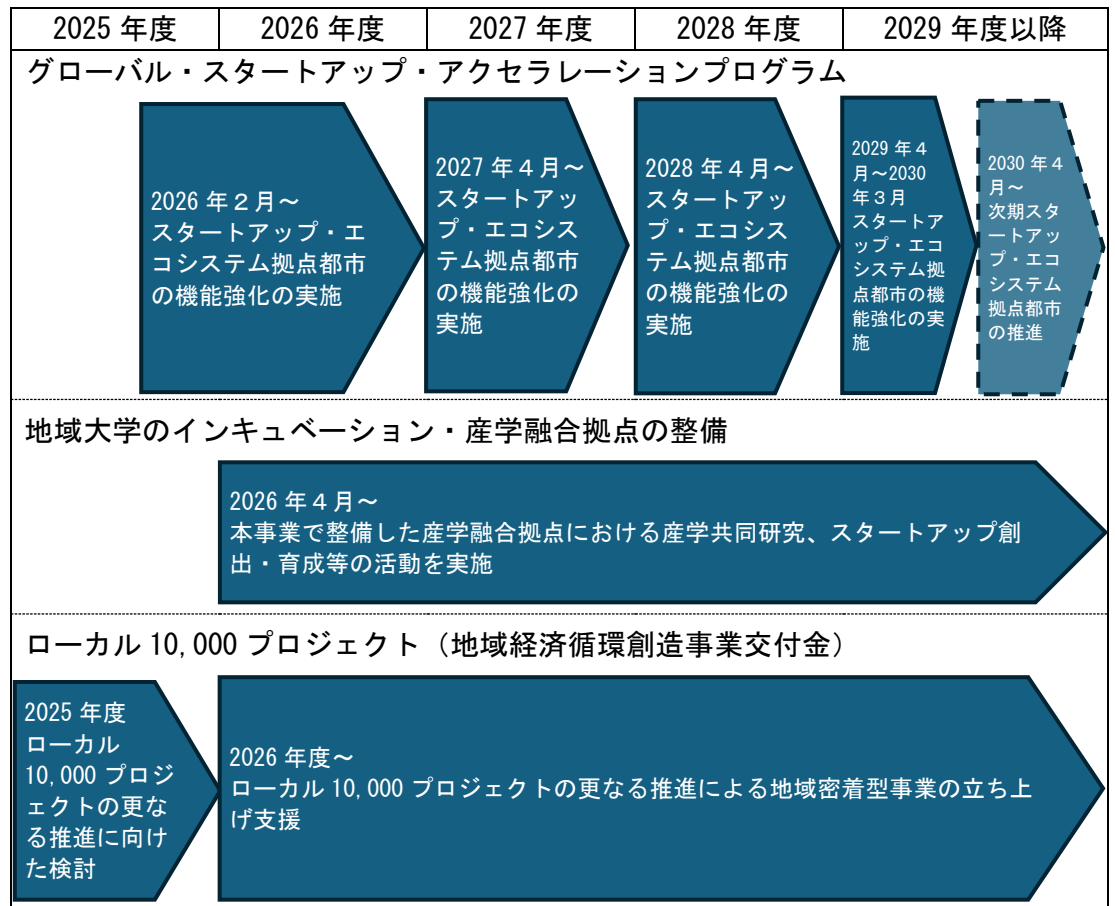 2025 年度
2026 年度
2027 年度
2028 年度
2029 年度以降
グローバル・スタートアップ・アクセラレーションプログラム
2026 年２月～
スタートアップ・エ
コシステム拠点都市
の機能強化の実施
2027 年４月～
スタートアッ
プ・エコシス
テム拠点都市
の機能強化の
実施
2028 年４月～
スタートアッ
プ・エコシス
テム拠点都市
の機能強化の
実施
2029 年４
月～2030
年３月
スタートア
ップ・エコ
システム拠
点都市の機
能強化の実
施
2030 年４
月～
次期スタ
ートアッ
プ・エコ
システム
拠点都市
の推進
地域大学のインキュベーション・産学融合拠点の整備
2026 年４月～
本事業で整備した産学融合拠点における産学共同研究、スタートアップ創
出・育成等の活動を実施
ローカル 10,000 プロジェクト（地域経済循環創造事業交付金）
2025 年度
ローカル
10,000 プロジ
ェクトの更な
る推進に向け
た検討
2026 年度～
ローカル 10,000 プロジェクトの更なる推進による地域密着型事業の立ち上
げ支援